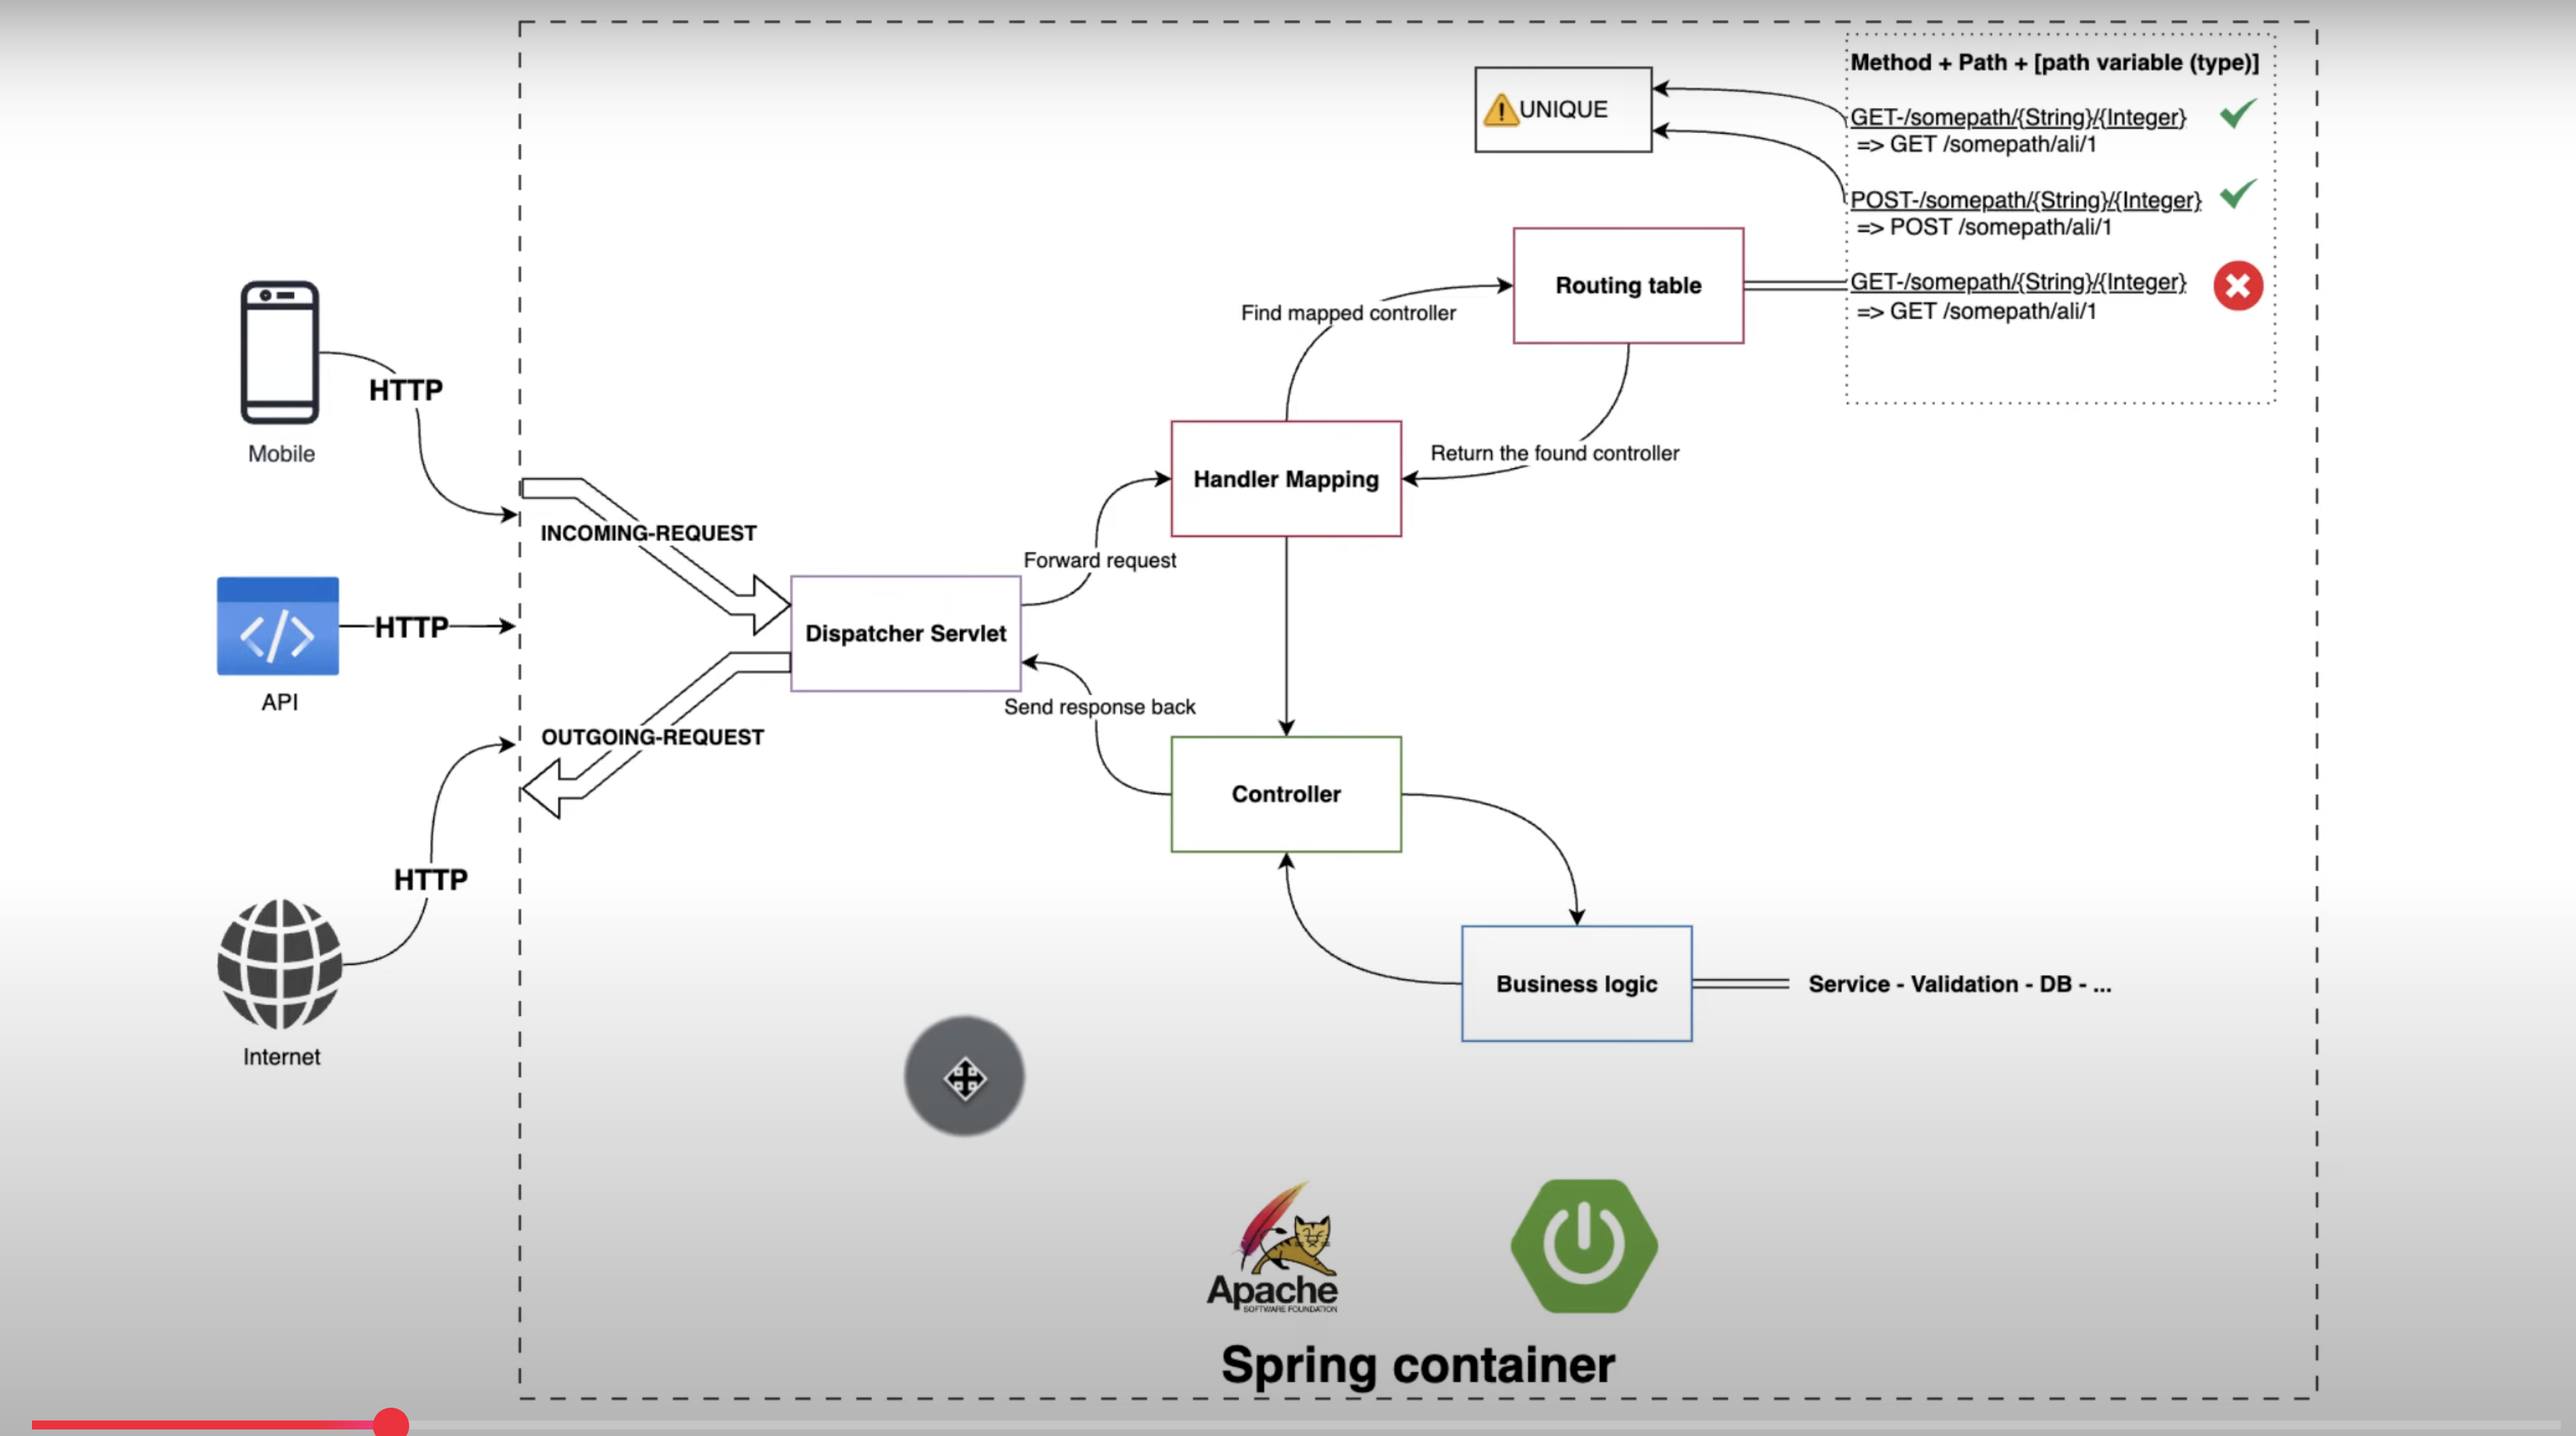 Method + Path + [path variable (type)]
UNIQUE
GET-/somepath/{String}/{Integer}
=> GET /somepath/ali/1
POST-/somepath/{String}/{Integer}
=> POST /somepath/ali/1
Routing table
GET-/somepath/{String}/{Integer}
=> GET /somepath/ali/1
Find mapped controller
HTTP
Mobile
Return the found controller
Handler Mapping
INCOMING-REQUEST
Forward request
HTTP
API
Dispatcher Servlet
Send response back
OUTGOING-REQUEST
Controller
HTTP
Internet
Business logic
Service - Validation - DB - ...
Apache
SOFTWARE FOUNDATION
Spring container